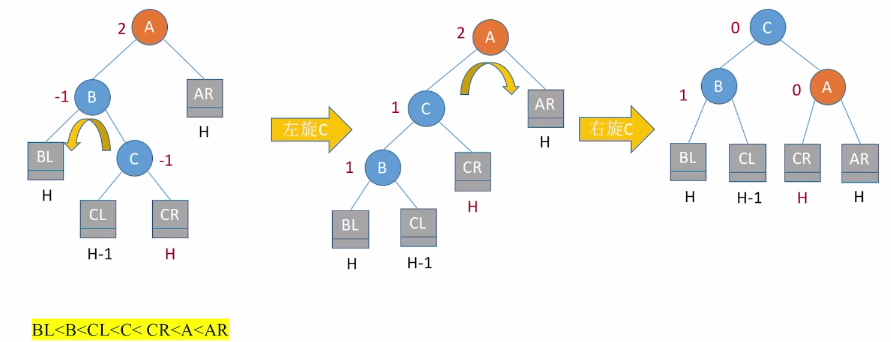 2 A
-1 B
AR
H
BL
H
C -1
CL
H-1
CR
H
左旋C
2 A
1 C
AR
H
1 B
CR
H
BL
H
CL
H-1
右旋C
0 C
1 B
0 A
BL
H
CL
H-1
CR
H
AR
H
BL<B<CL<C< CR<A<AR